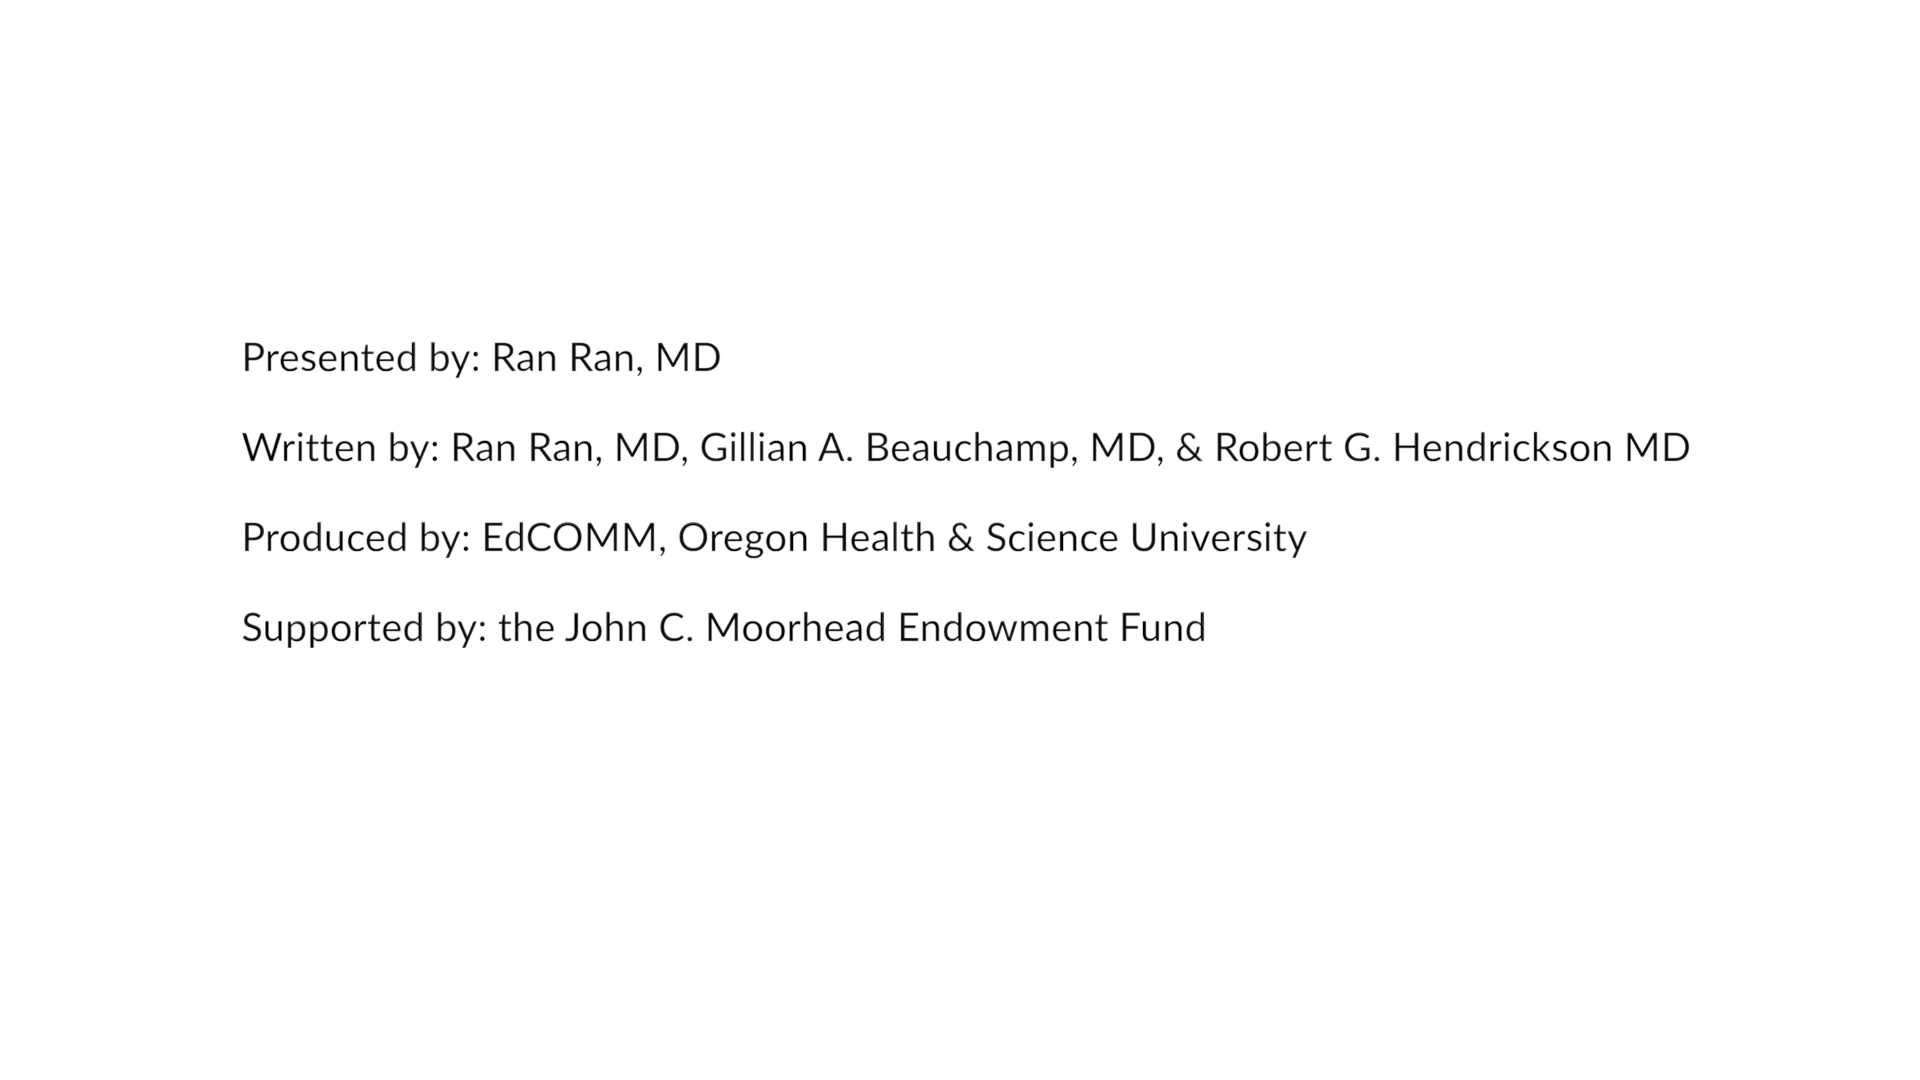 Presented by: Ran Ran, MD
Written by: Ran Ran, MD, Gillian A. Beauchamp, MD, & Robert G. Hendrickson MD
Produced by: EdCOMM, Oregon Health & Science University
Supported by: the John C. Moorhead Endowment Fund